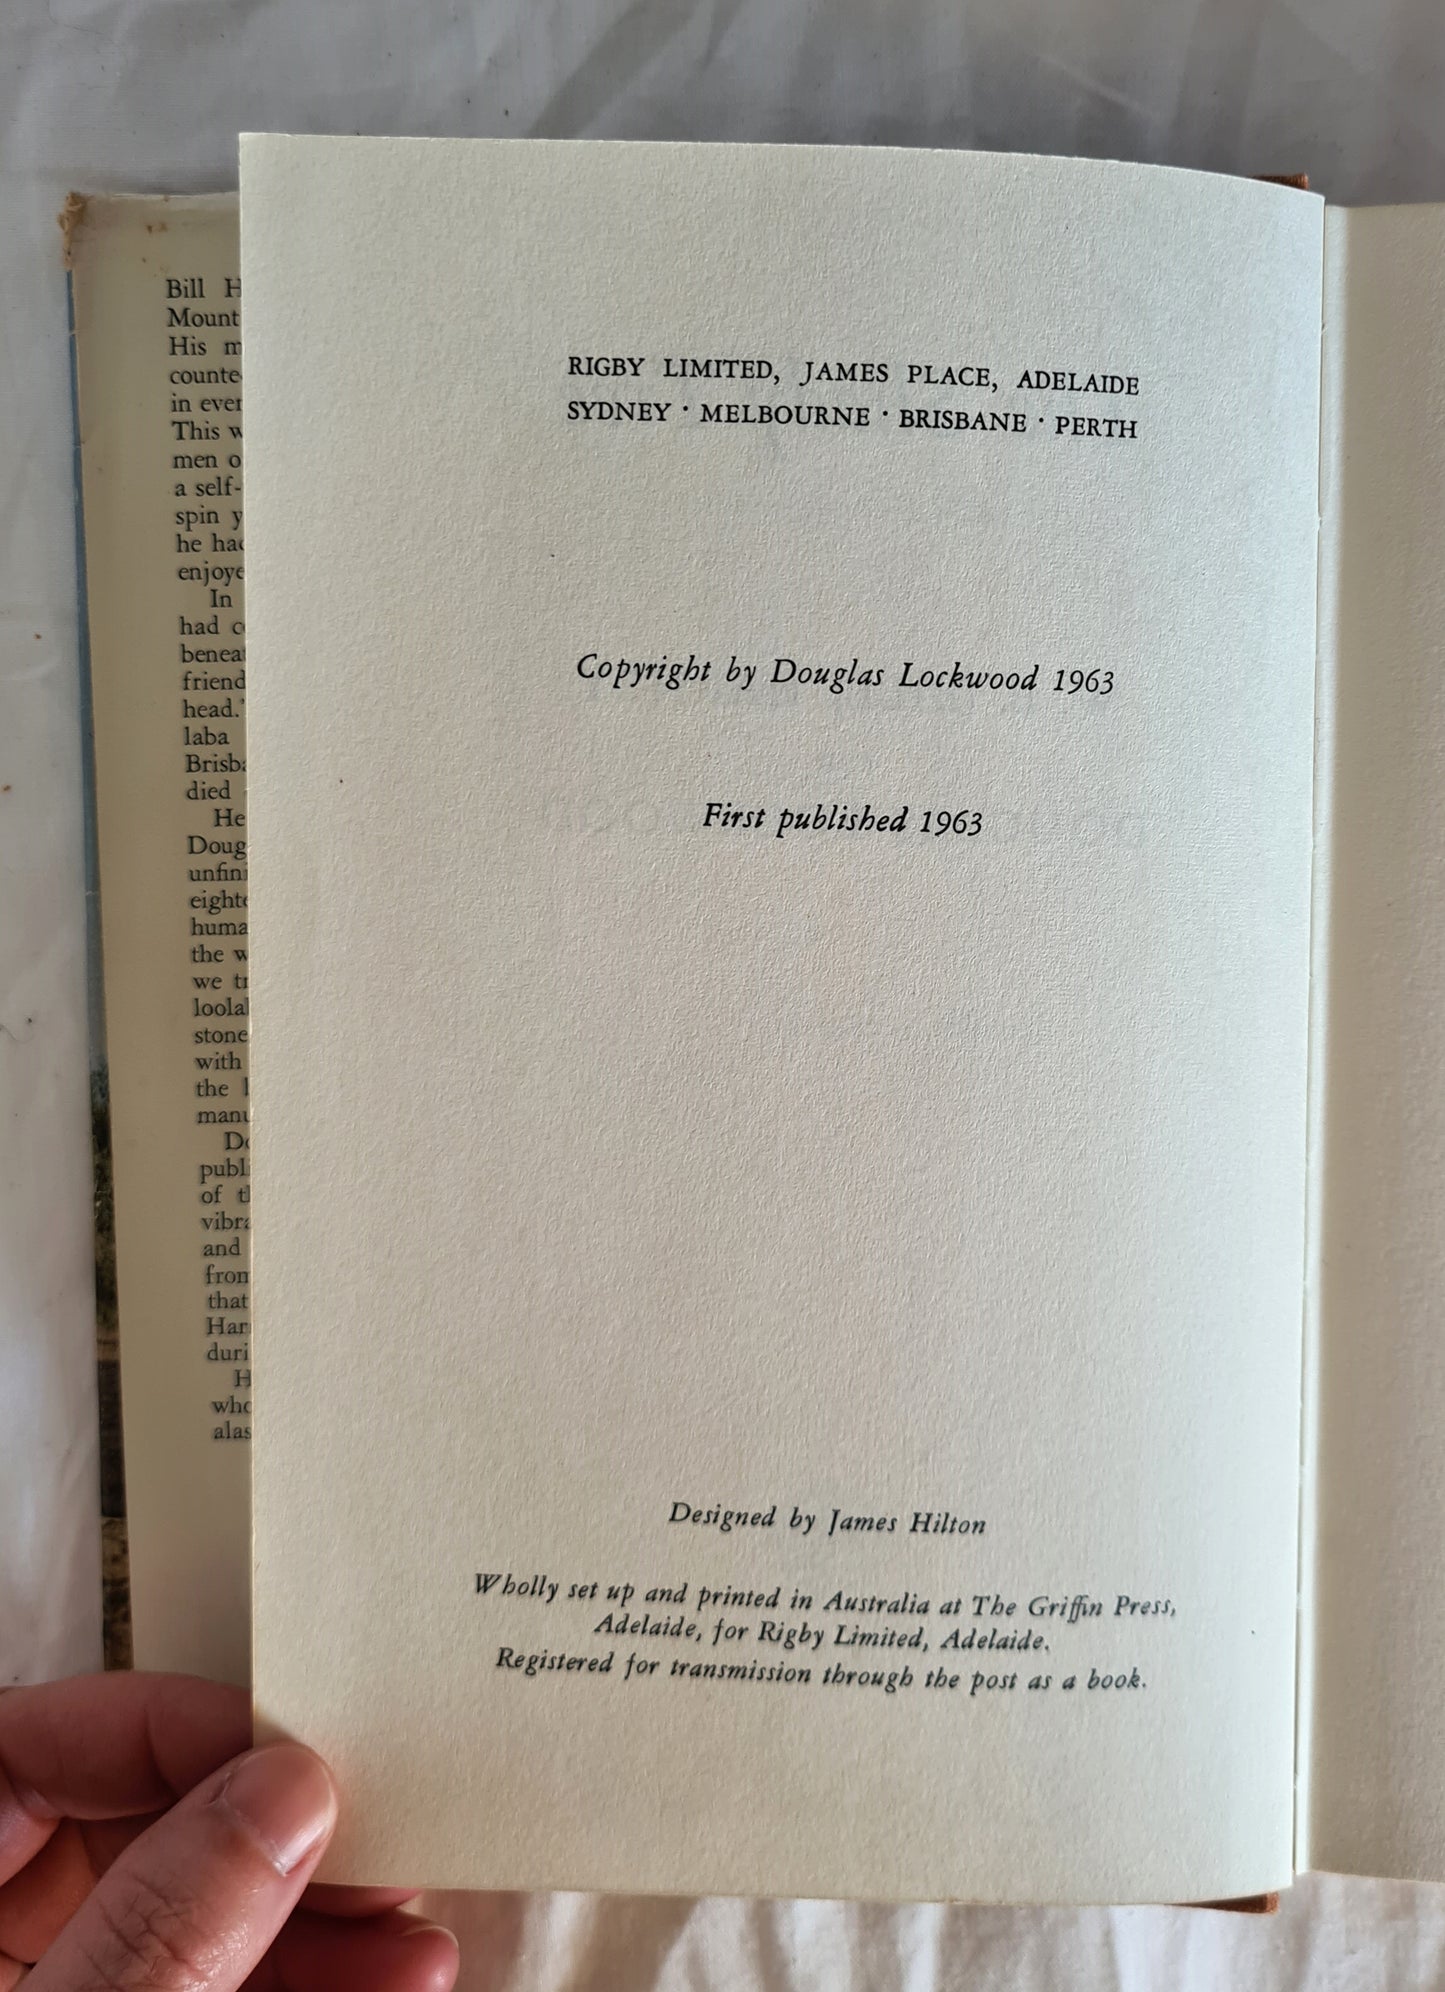 Bill
Mount
His
in
This
men
a self-
spin
he
In
had
head.'
laba
died
He
the
we
stone
with
the
of
and
that
RIGBY LIMITED, JAMES PLACE, ADELAIDE
SYDNEY · MELBOURNE · BRISBANE · PERTH
Copyright by Douglas Lockwood 1963
First published 1963
Designed by James Hilton
Wholly set up and printed in Australia at The Griffin Press,
Adelaide, for Rigby Limited, Adelaide.
Registered for transmission through the post as a book.